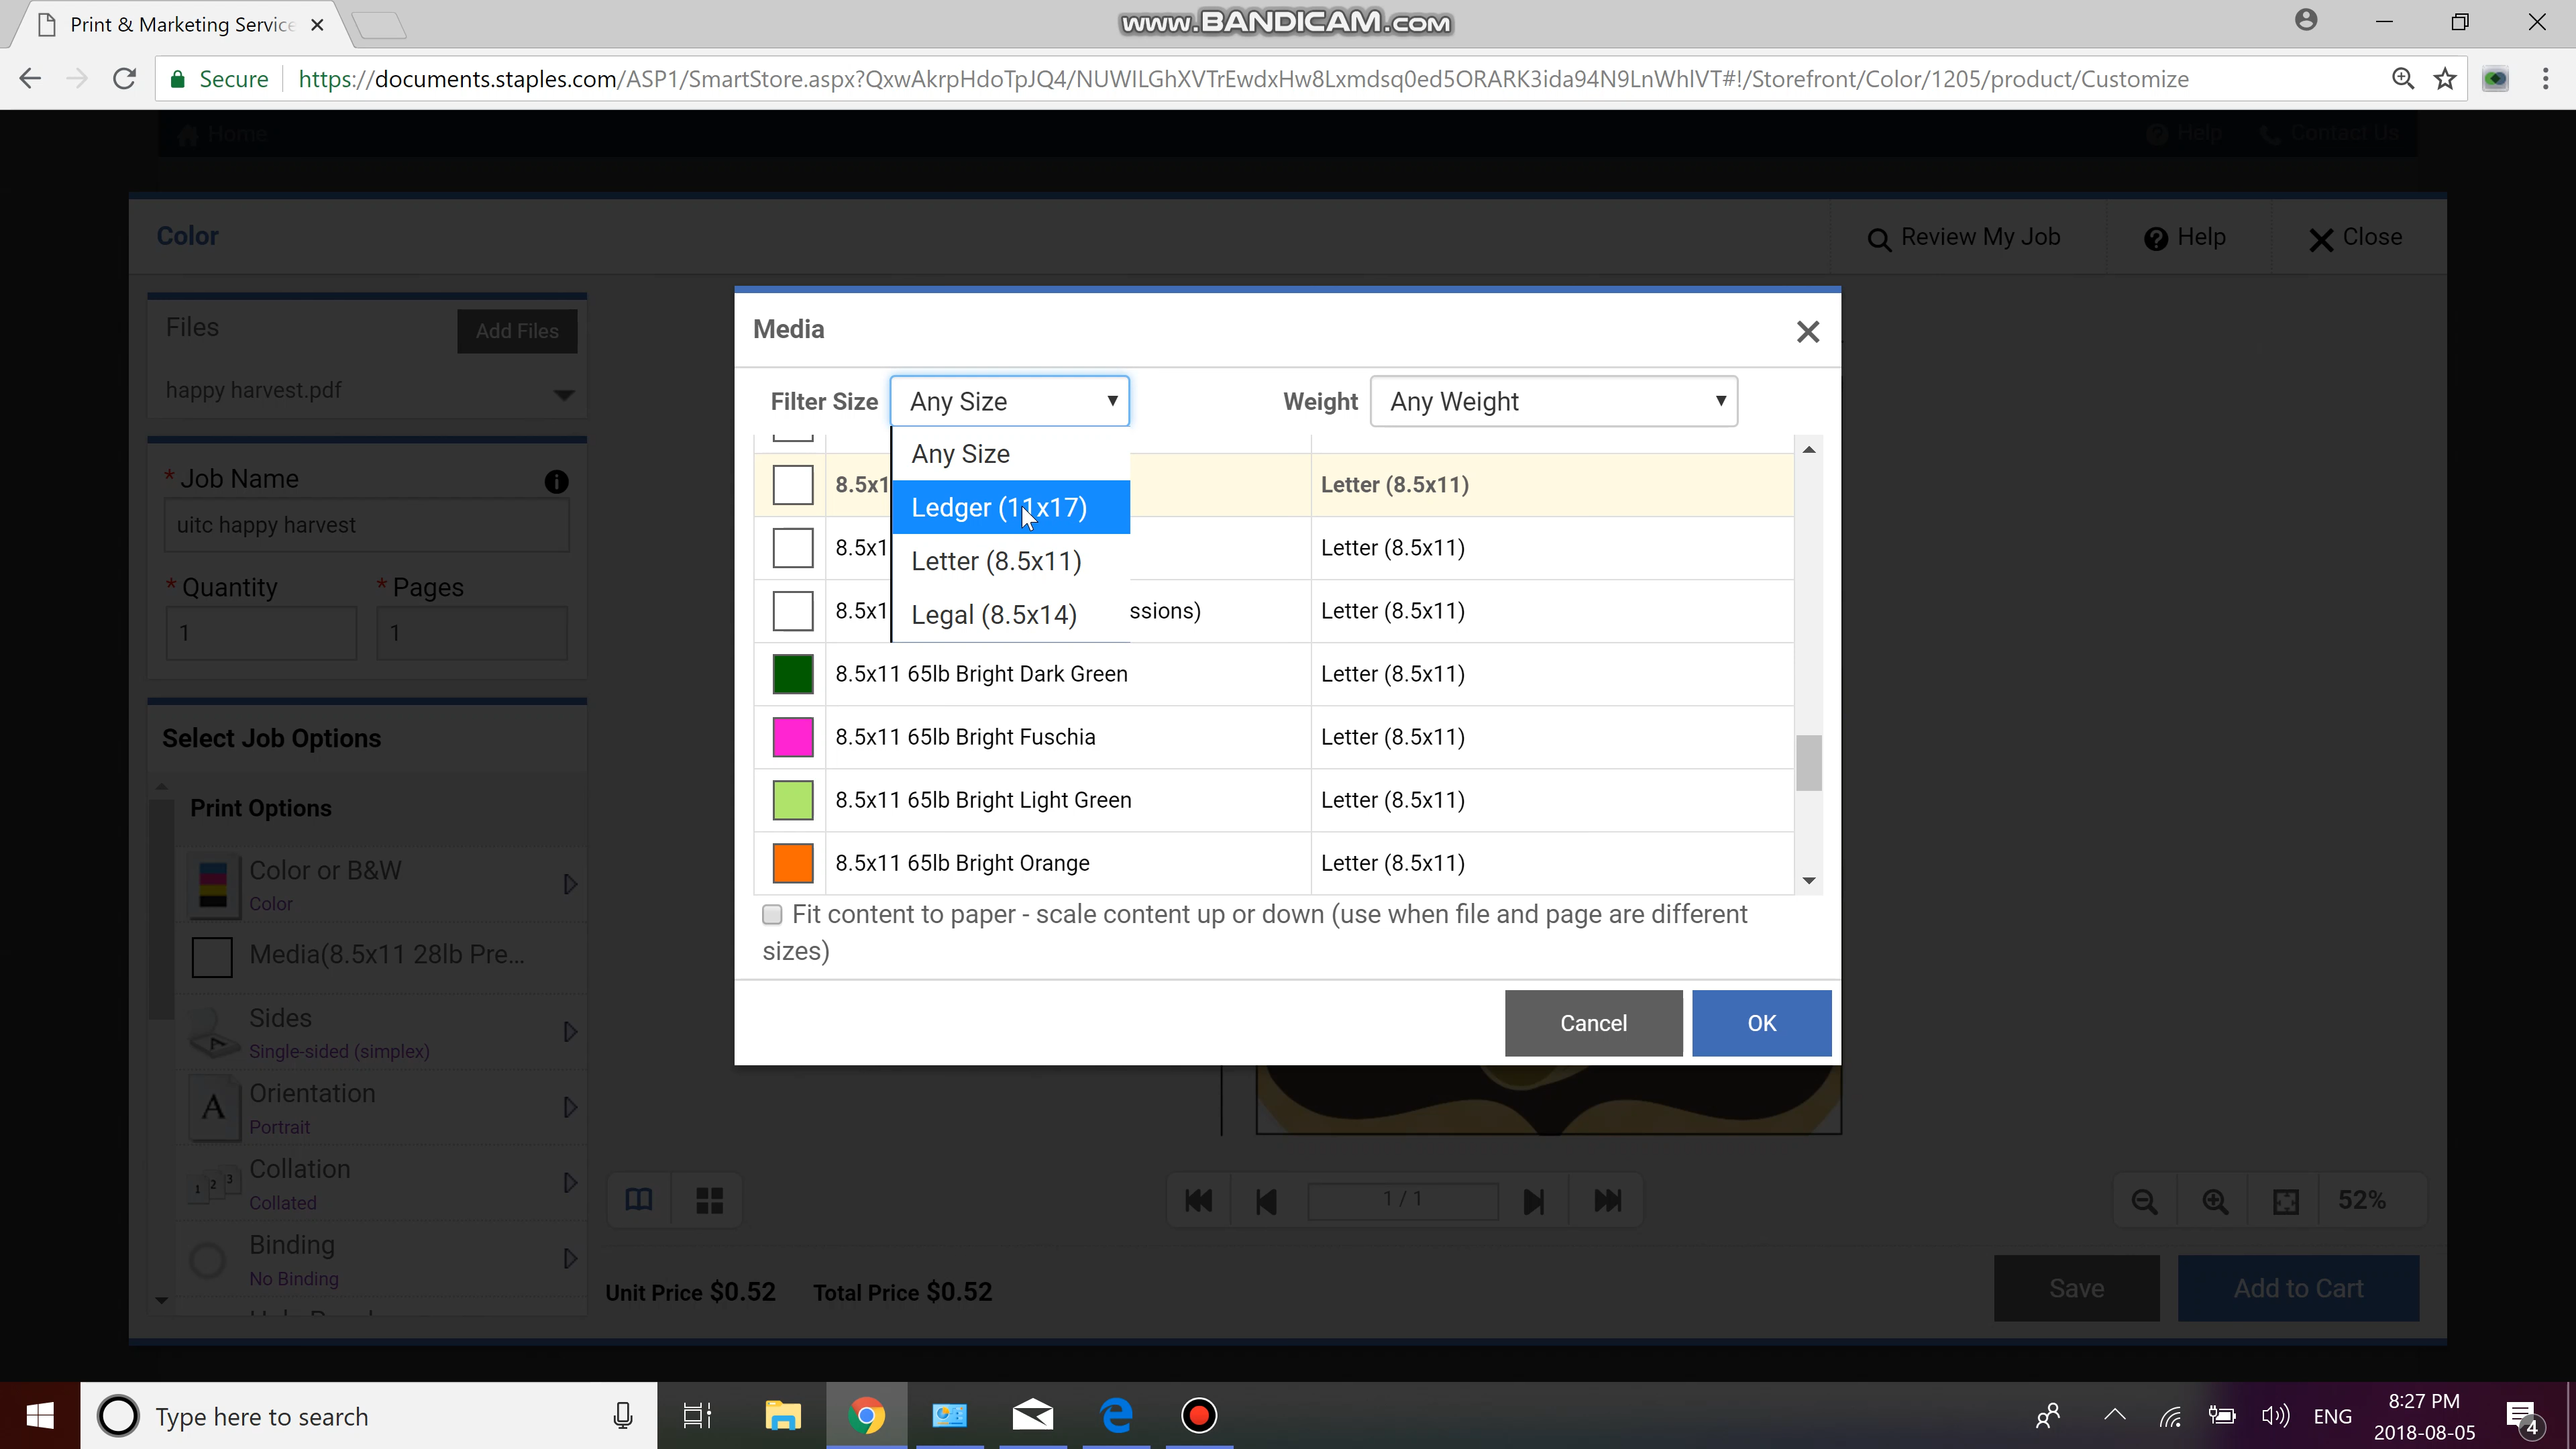 Print & Marketing Service
www.BANDICAM.com
Secure
https://documents.staples.com/ASP1/SmartStore.aspx?QxwAkrpHdoTpJQ4/NUWILGhXVTrEwdxHw8Lxmdsq0ed5ORARK3ida94N9LnWhlVT#!/Storefront/Color/1205/product/Customize
Home
Help
Contact Us
Color
Review My Job
Help
Close
Files
Add Files
happy harvest.pdf
* Job Name
uitc happy harvest
* Quantity
* Pages
1
1
Select Job Options
Print Options
Color or B&W
Color
Media(8.5x11 28lb Pre...
Sides
Single-sided (simplex)
Orientation
A
Portrait
Collation
1 2 3
Collated
Binding
No Binding
Media
Filter Size
Any Size
Weight
Any Weight
Any Size
Ledger (11x17)
Letter (8.5x11)
Legal (8.5x14)
8.5x1
Letter (8.5x11)
8.5x1
Letter (8.5x11)
8.5x1
ssions)
Letter (8.5x11)
8.5x11 65lb Bright Dark Green
Letter (8.5x11)
8.5x11 65lb Bright Fuschia
Letter (8.5x11)
8.5x11 65lb Bright Light Green
Letter (8.5x11)
8.5x11 65lb Bright Orange
Letter (8.5x11)
Fit content to paper - scale content up or down (use when file and page are different
sizes)
Cancel
OK
1 / 1
52%
Unit Price $0.52
Total Price $0.52
Save
Add to Cart
Type here to search
ENG
8:27 PM
2018-08-05
4